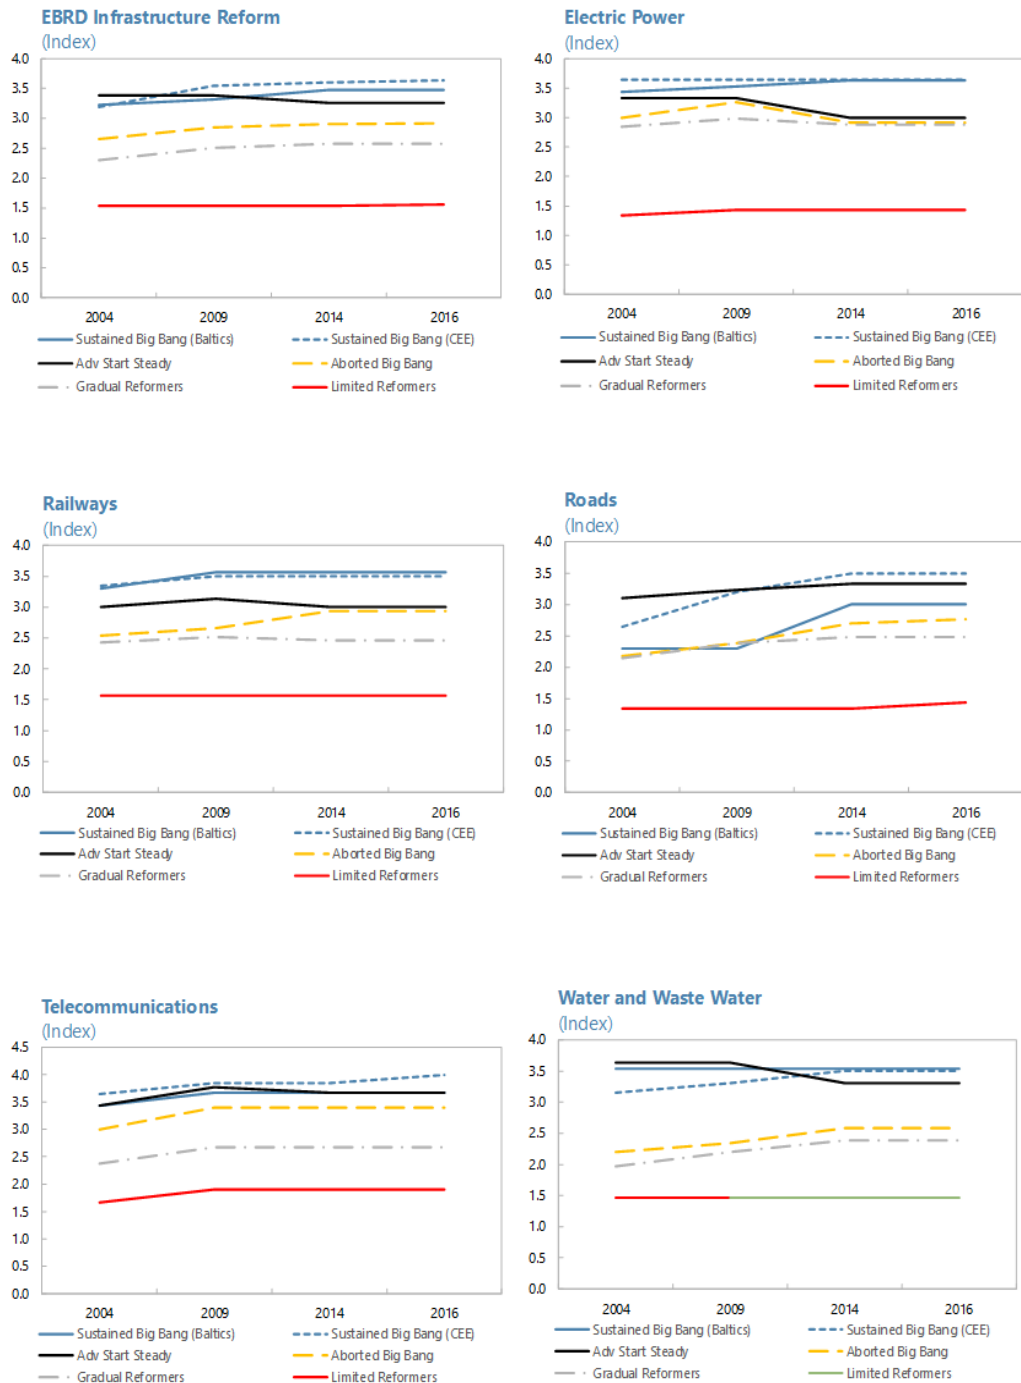 EBRD Infrastructure Reform
(Index)
4.0
3.5
3.0
2.5
2.0
1.5
1.0
0.5
0.0
2004 2009 2014 2016
Sustained Big Bang (Baltics) Sustained Big Bang (CEE)
Adv Start Steady Aborted Big Bang
Gradual Reformers Limited Reformers
Electric Power
(Index)
4.0
3.5
3.0
2.5
2.0
1.5
1.0
0.5
0.0
2004 2009 2014 2016
Sustained Big Bang (Baltics) Sustained Big Bang (CEE)
Adv Start Steady Aborted Big Bang
Gradual Reformers Limited Reformers
Railways
(Index)
4.0
3.5
3.0
2.5
2.0
1.5
1.0
0.5
0.0
2004 2009 2014 2016
Sustained Big Bang (Baltics) Sustained Big Bang (CEE)
Adv Start Steady Aborted Big Bang
Gradual Reformers Limited Reformers
Roads
(Index)
4.0
3.5
3.0
2.5
2.0
1.5
1.0
0.5
0.0
2004 2009 2014 2016
Sustained Big Bang (Baltics) Sustained Big Bang (CEE)
Adv Start Steady Aborted Big Bang
Gradual Reformers Limited Reformers
Telecommunications
(Index)
4.5
4.0
3.5
3.0
2.5
2.0
1.5
1.0
0.5
0.0
2004 2009 2014 2016
Sustained Big Bang (Baltics) Sustained Big Bang (CEE)
Adv Start Steady Aborted Big Bang
Gradual Reformers Limited Reformers
Water and Waste Water
(Index)
4.0
3.5
3.0
2.5
2.0
1.5
1.0
0.5
0.0
2004 2009 2014 2016
Sustained Big Bang (Baltics) Sustained Big Bang (CEE)
Adv Start Steady Aborted Big Bang
Gradual Reformers Limited Reformers